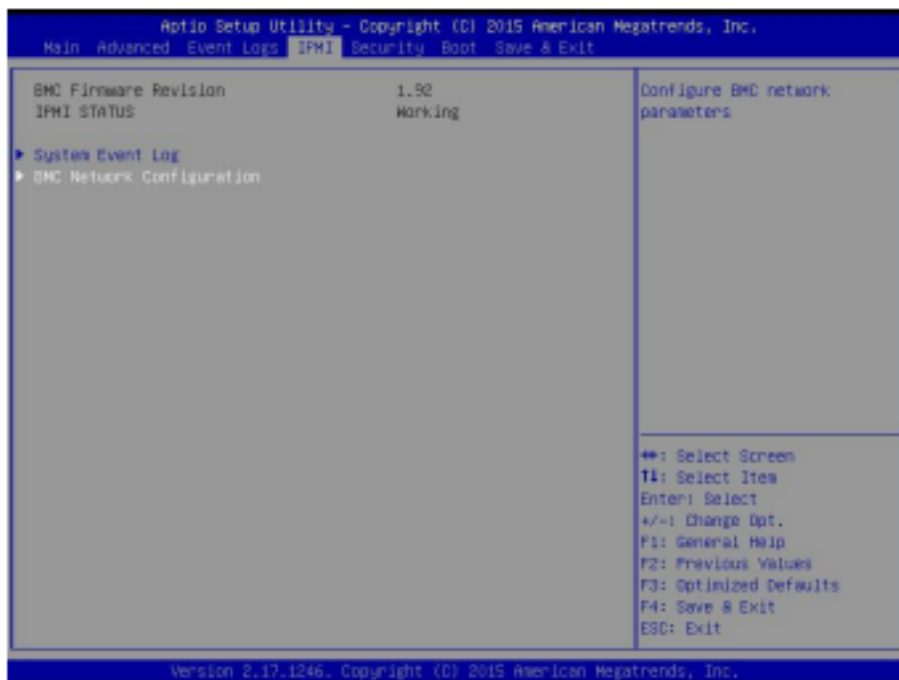 Aptio Setup Utility - Copyright (C) 2015 American Megatrends, Inc.
Main Advanced Event Logs IPMI Security Boot Save & Exit
BMC Firmware Revision 1.92
IPMI STATUS Working
System Event Log
BMC Network Configuration
Configure BMC network
parameters
↔: Select Screen
↑↓: Select Item
Enter: Select
+/-: Change Opt.
F1: General Help
F2: Previous Values
F3: Optimized Defaults
F4: Save & Exit
ESC: Exit
Version 2.17.1246. Copyright (C) 2015 American Megatrends, Inc.